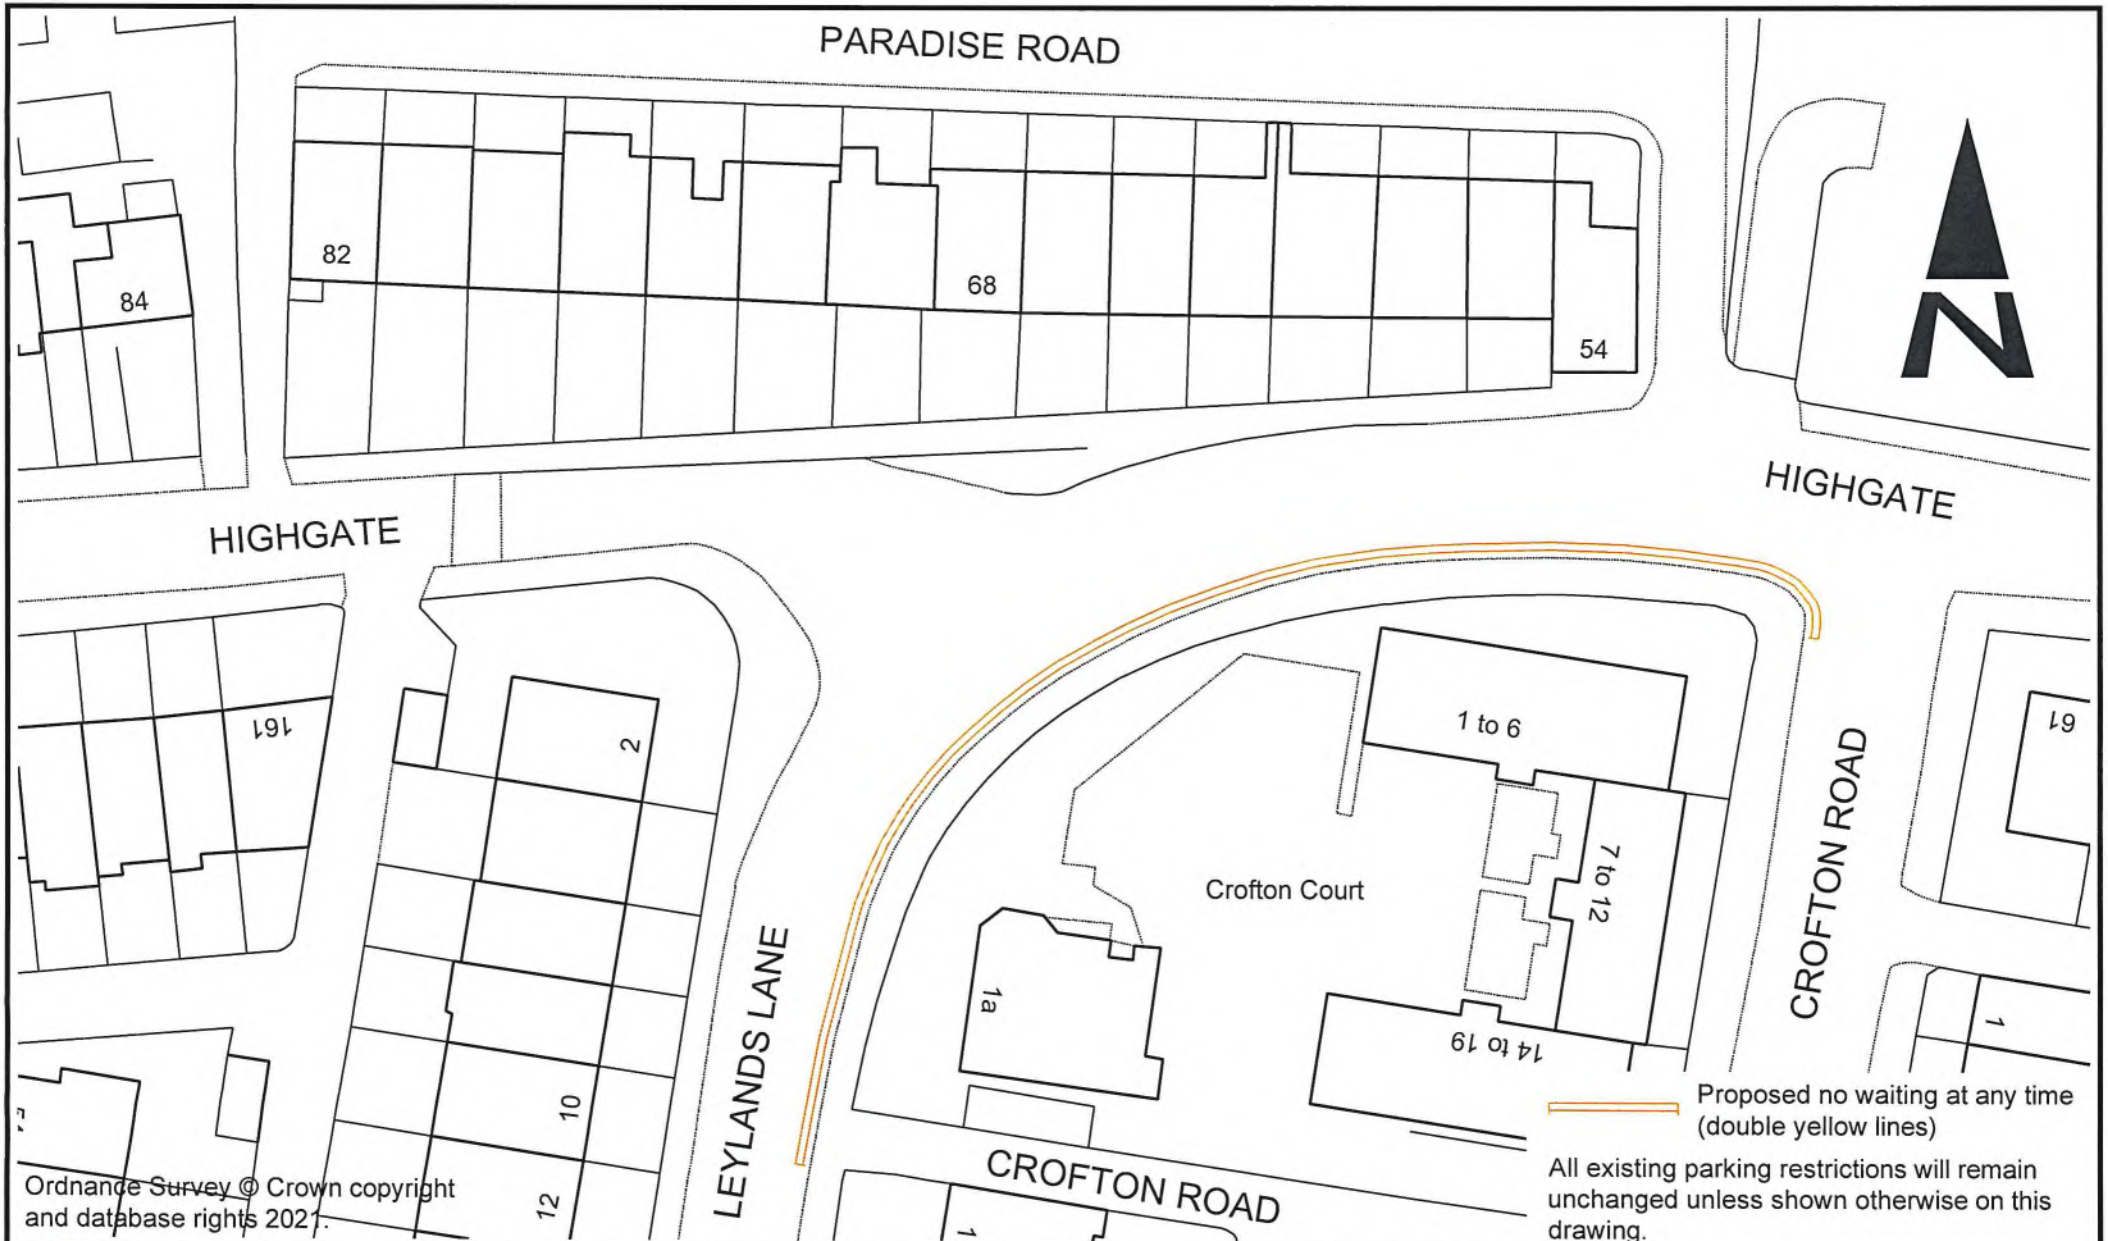 PARADISE ROAD
82
84
68
54
N
HIGHGATE
HIGHGATE
161
2
1 to 6
61
7 to 12
Crofton Court
CROFTON ROAD
1a
LEYLANDS LANE
14 to 19
1
10
12
CROFTON ROAD
1
Proposed no waiting at any time
(double yellow lines)
All existing parking restrictions will remain
unchanged unless shown otherwise on this
drawing.
Ordnance Survey © Crown copyright
and database rights 2021.